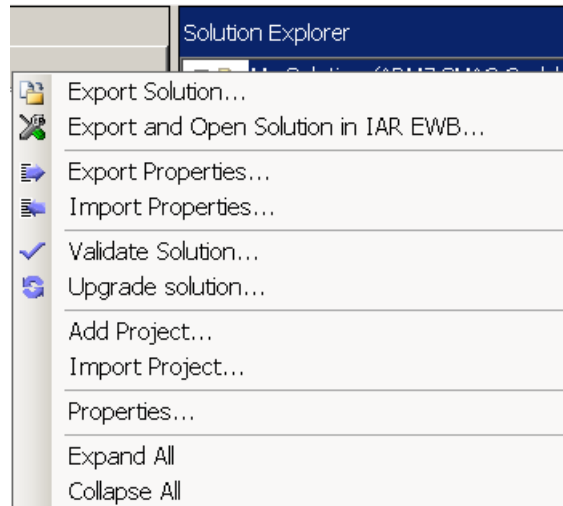 Solution Explorer
Export Solution...
Export and Open Solution in IAR EWB...
Export Properties...
Import Properties...
Validate Solution...
Upgrade solution...
Add Project...
Import Project...
Properties...
Expand All
Collapse All